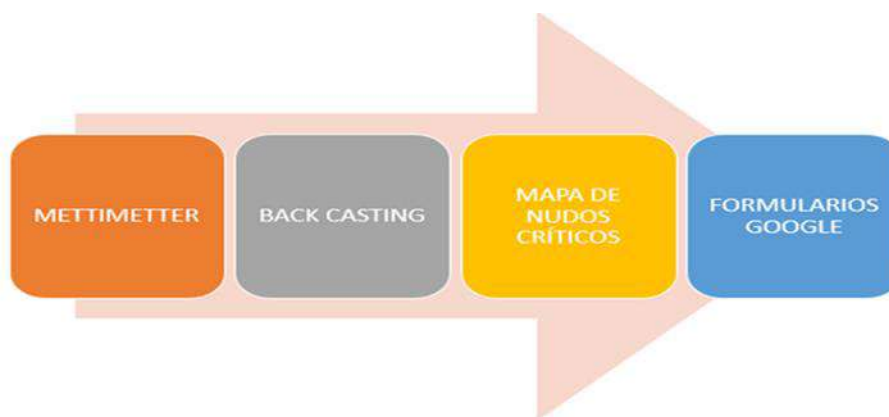 METTIMETTER
BACK CASTING
MAPA DE
NUDOS
CRÍTICOS
FORMULARIOS
GOOGLE